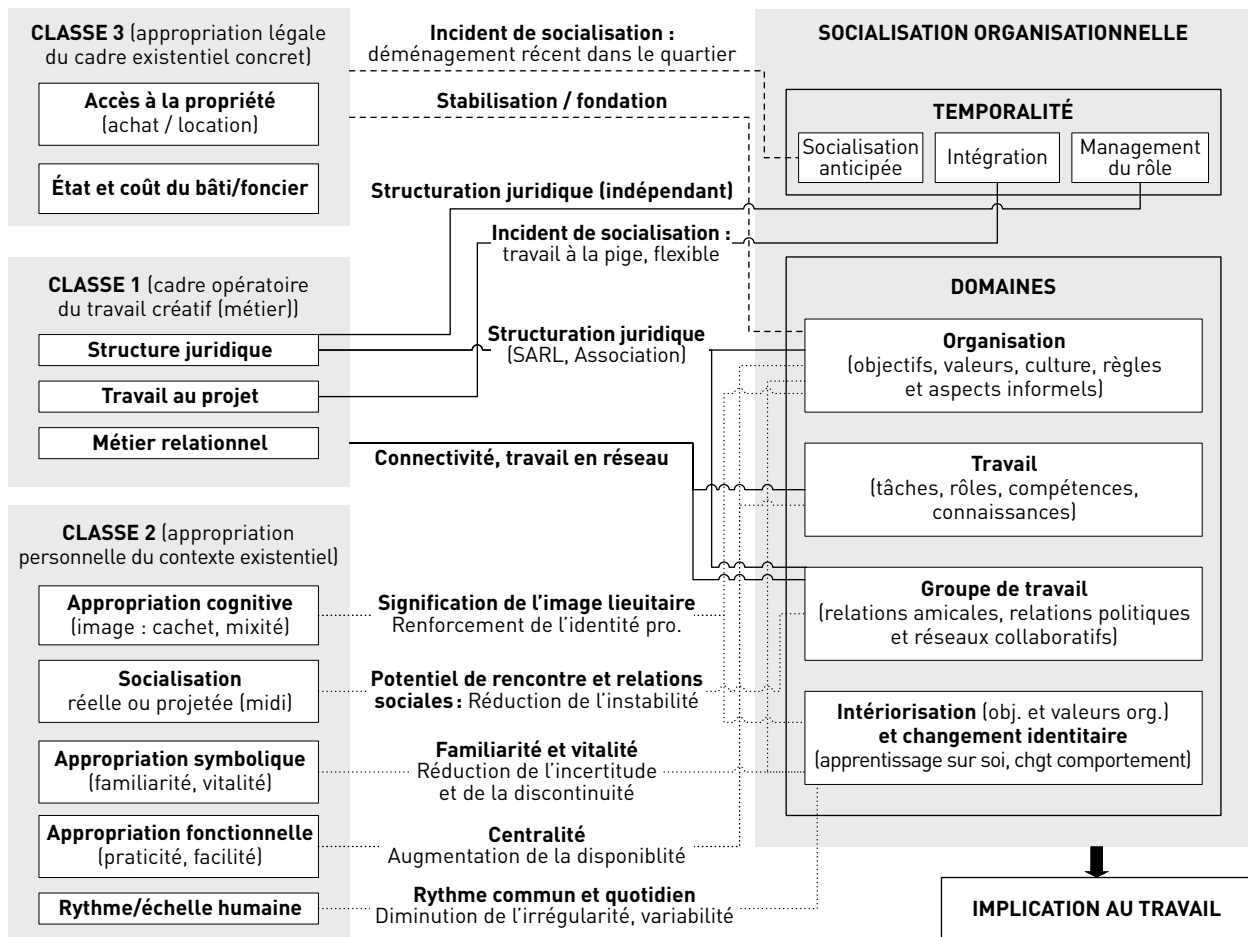 CLASSE 3 (appropriation légale
du cadre existentiel concret)
Accès à la propriété
(achat / location)
État et coût du bâti/foncier
CLASSE 1 (cadre opératoire
du travail créatif (métier))
Structure juridique
Travail au projet
Métier relationnel
CLASSE 2 (appropriation
personnelle du contexte existentiel)
Appropriation cognitive
(image : cachet, mixité)
Socialisation
réelle ou projetée (midi)
Appropriation symbolique
(familiarité, vitalité)
Appropriation fonctionnelle
(praticité, facilité)
Rythme/échelle humaine
Incident de socialisation :
déménagement récent dans le quartier
Stabilisation / fondation
Structuration juridique (indépendant)
Incident de socialisation :
travail à la pige, flexible
Structuration juridique
(SARL, Association)
Connectivité, travail en réseau
Signification de l'image lieuitaire
Renforcement de l'identité pro.
Potentiel de rencontre et relations
sociales : Réduction de l'instabilité
Familiarité et vitalité
Réduction de l'incertitude
et de la discontinuité
Centralité
Augmentation de la disponiblité
Rythme commun et quotidien
Diminution de l'irrégularité, variabilité
SOCIALISATION ORGANISATIONNELLE
TEMPORALITÉ
Socialisation
anticipée
Intégration
Management
du rôle
DOMAINES
Organisation
(objectifs, valeurs, culture, règles
et aspects informels)
Travail
(tâches, rôles, compétences,
connaissances)
Groupe de travail
(relations amicales, relations politiques
et réseaux collaboratifs)
Intériorisation (obj. et valeurs org.)
et changement identitaire
(apprentissage sur soi, chgt comportement)
IMPLICATION AU TRAVAIL